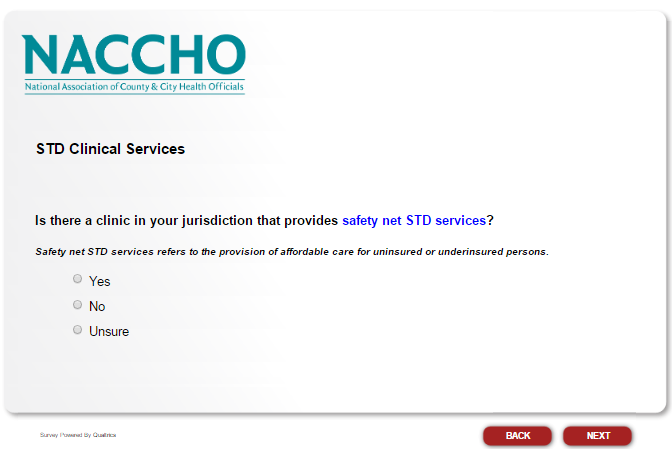 NACCHO
National Association of County & City Health Officials
STD Clinical Services
Is there a clinic in your jurisdiction that provides safety net STD services?
Safety net STD services refers to the provision of affordable care for uninsured or underinsured persons.
Yes
No
Unsure
Survey Powered By Qualtrics
BACK
NEXT